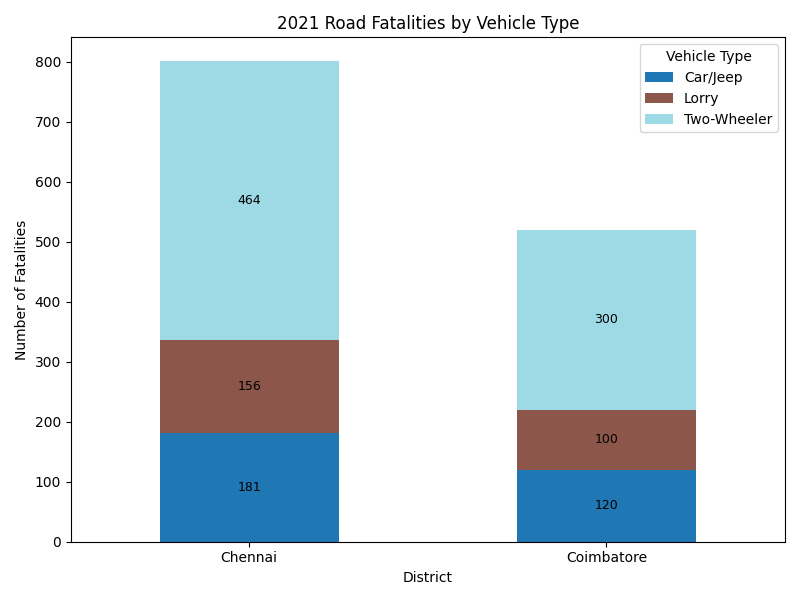 2021 Road Fatalities by Vehicle Type
Vehicle Type
Car/Jeep
Lorry
Two-Wheeler
Number of Fatalities
800
700
600
500
400
300
200
100
0
464
156
181
300
100
120
Chennai
Coimbatore
District